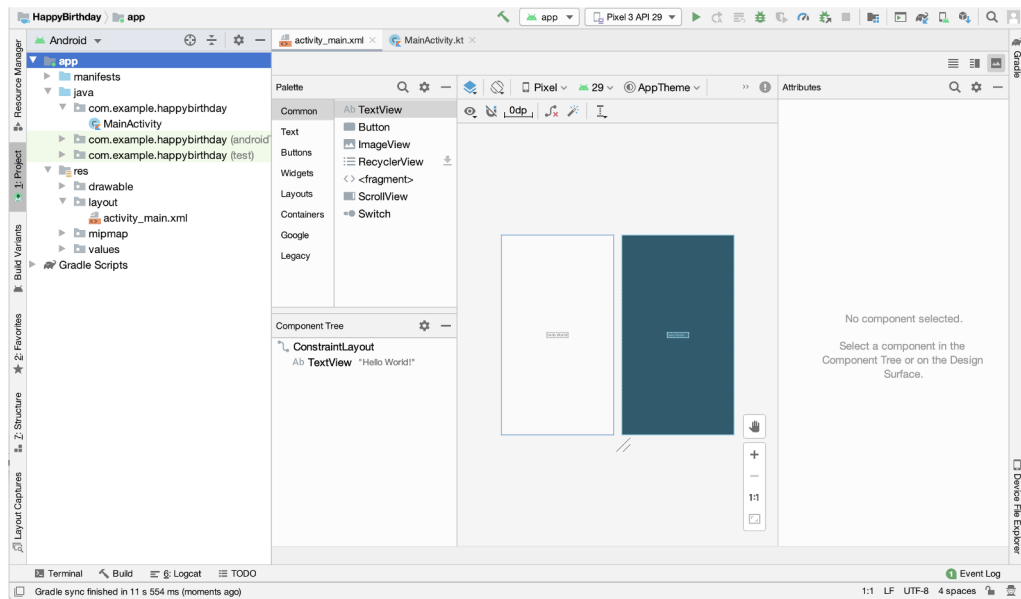 HappyBirthday app
app Pixel 3 API 29
Resource Manager
1: Project
Build Variants
2: Favorites
7: Structure
Layout Captures
Android
app
manifests
java
com.example.happybirthday
MainActivity
com.example.happybirthday (android
com.example.happybirthday (test)
res
drawable
layout
activity_main.xml
mipmap
values
Gradle Scripts
activity_main.xml MainActivity.kt
Palette
Common
Text
Buttons
Widgets
Layouts
Containers
Google
Legacy
Ab TextView
Button
ImageView
RecyclerView
<> <fragment>
ScrollView
Switch
Component Tree
ConstraintLayout
Ab TextView "Hello World!"
Pixel 29 AppTheme »
0dp
Hello World!
1:1
Attributes
No component selected.
Select a component in the
Component Tree or on the Design
Surface.
Gradle
Device File Explorer
Terminal Build 6: Logcat TODO
1 Event Log
Gradle sync finished in 11 s 554 ms (moments ago)
1:1 LF UTF-8 4 spaces